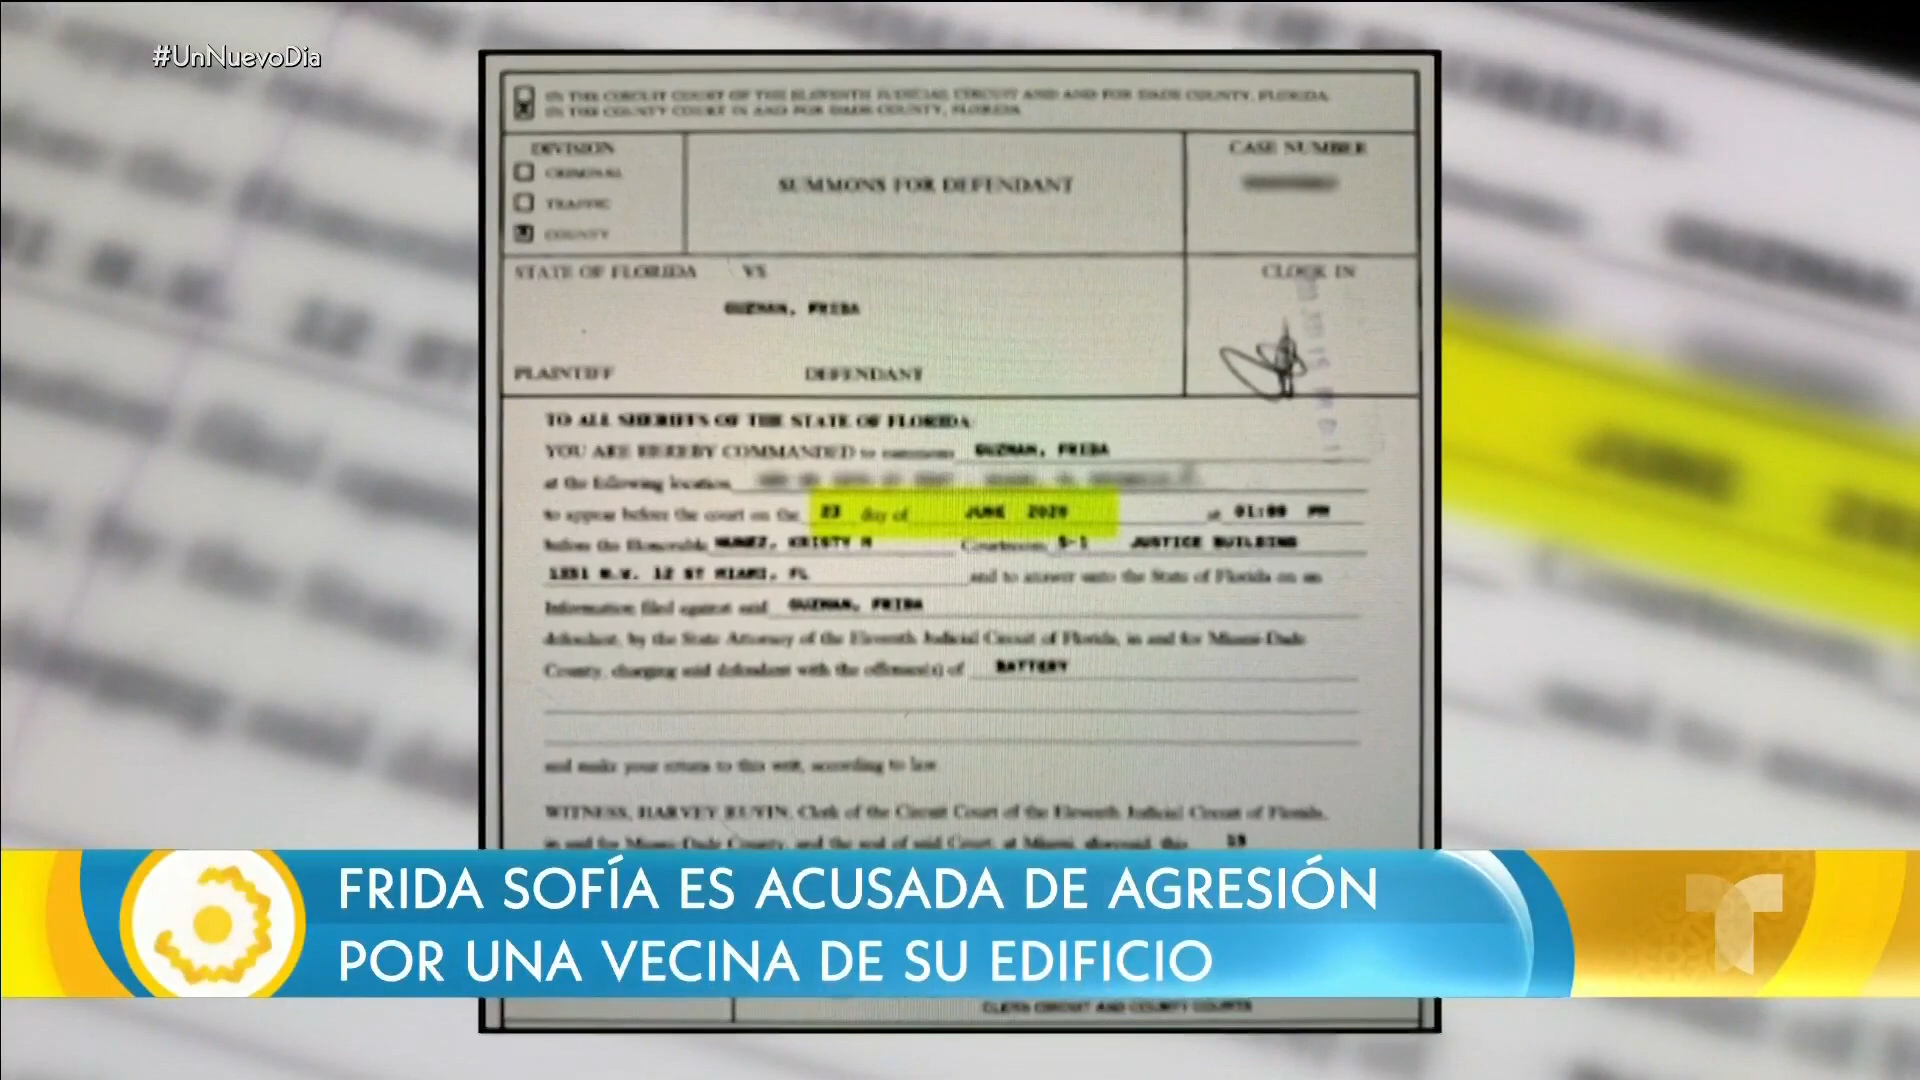 #UnNuevoDia
IN THE CIRCUIT COURT OF THE ELEVENTH JUDICIAL CIRCUIT AND AND FOR DADE COUNTY, FLORIDA.
IN THE COUNTY COURT IN AND FOR DADE COUNTY, FLORIDA.
DIVISION
CRIMINAL
TRAFFIC
COUNTY
SUMMONS FOR DEFENDANT
CASE NUMBER
STATE OF FLORIDA VS
GUZMAN, FRIDA
PLAINTIFF DEFENDANT
CLOCK IN
TO ALL SHERIFFS OF THE STATE OF FLORIDA:
YOU ARE HEREBY COMMANDED to summons GUZMAN, FRIDA
at the following location
to appear before the court on the 23 day of JUNE 2020 at 01:00 PM
before the Honorable NUNEZ, KRISTY M Courtroom S-1 JUSTICE BUILDING
1351 N.W. 12 ST MIAMI, FL and to answer unto the State of Florida on an
Information filed against said GUZMAN, FRIDA
defendant, by the State Attorney of the Eleventh Judicial Circuit of Florida, in and for Miami-Dade
County, charging said defendant with the offense(s) of BATTERY
and make your return to this writ, according to law
WITNESS, HARVEY RUVIN, Clerk of the Circuit Court of the Eleventh Judicial Circuit of Florida,
in and for Miami-Dade County, and the seal of said Court, at Miami, aforesaid, this 15
FRIDA SOFÍA ES ACUSADA DE AGRESIÓN
POR UNA VECINA DE SU EDIFICIO
T
CLERK CIRCUIT AND COUNTY COURTS